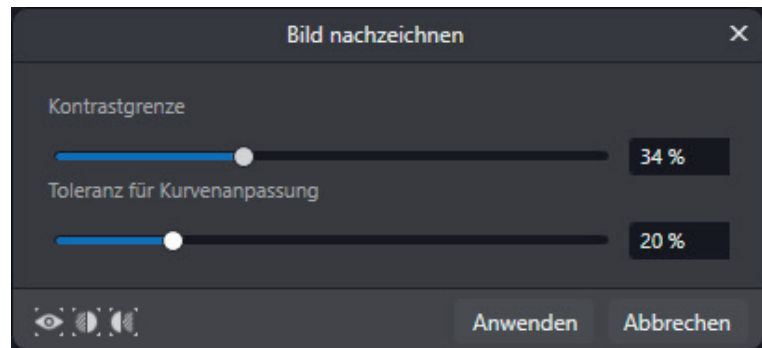 Bild nachzeichnen
Kontrastgrenze
34 %
Toleranz für Kurvenanpassung
20 %
Anwenden Abbrechen